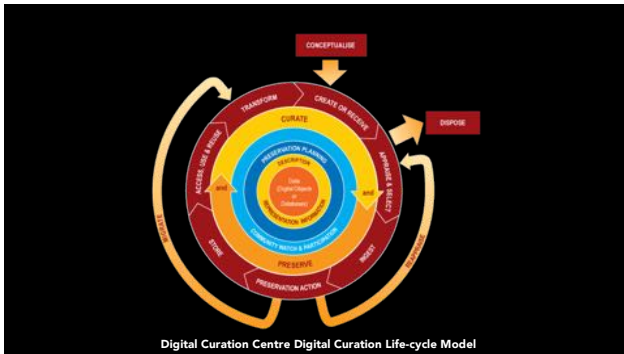 CONCEPTUALISE
TRANSFORM
CREATE OR RECEIVE
DISPOSE
CURATE
ACCESS, USE & REUSE
APPRAISE & SELECT
PRESERVATION PLANNING
DESCRIPTION
and
Data
(Digital Objects
or
Databases)
and
REPRESENTATION INFORMATION
COMMUNITY WATCH & PARTICIPATION
MIGRATE
STORE
INGEST
REAPPRAISE
PRESERVE
PRESERVATION ACTION
Digital Curation Centre Digital Curation Life-cycle Model